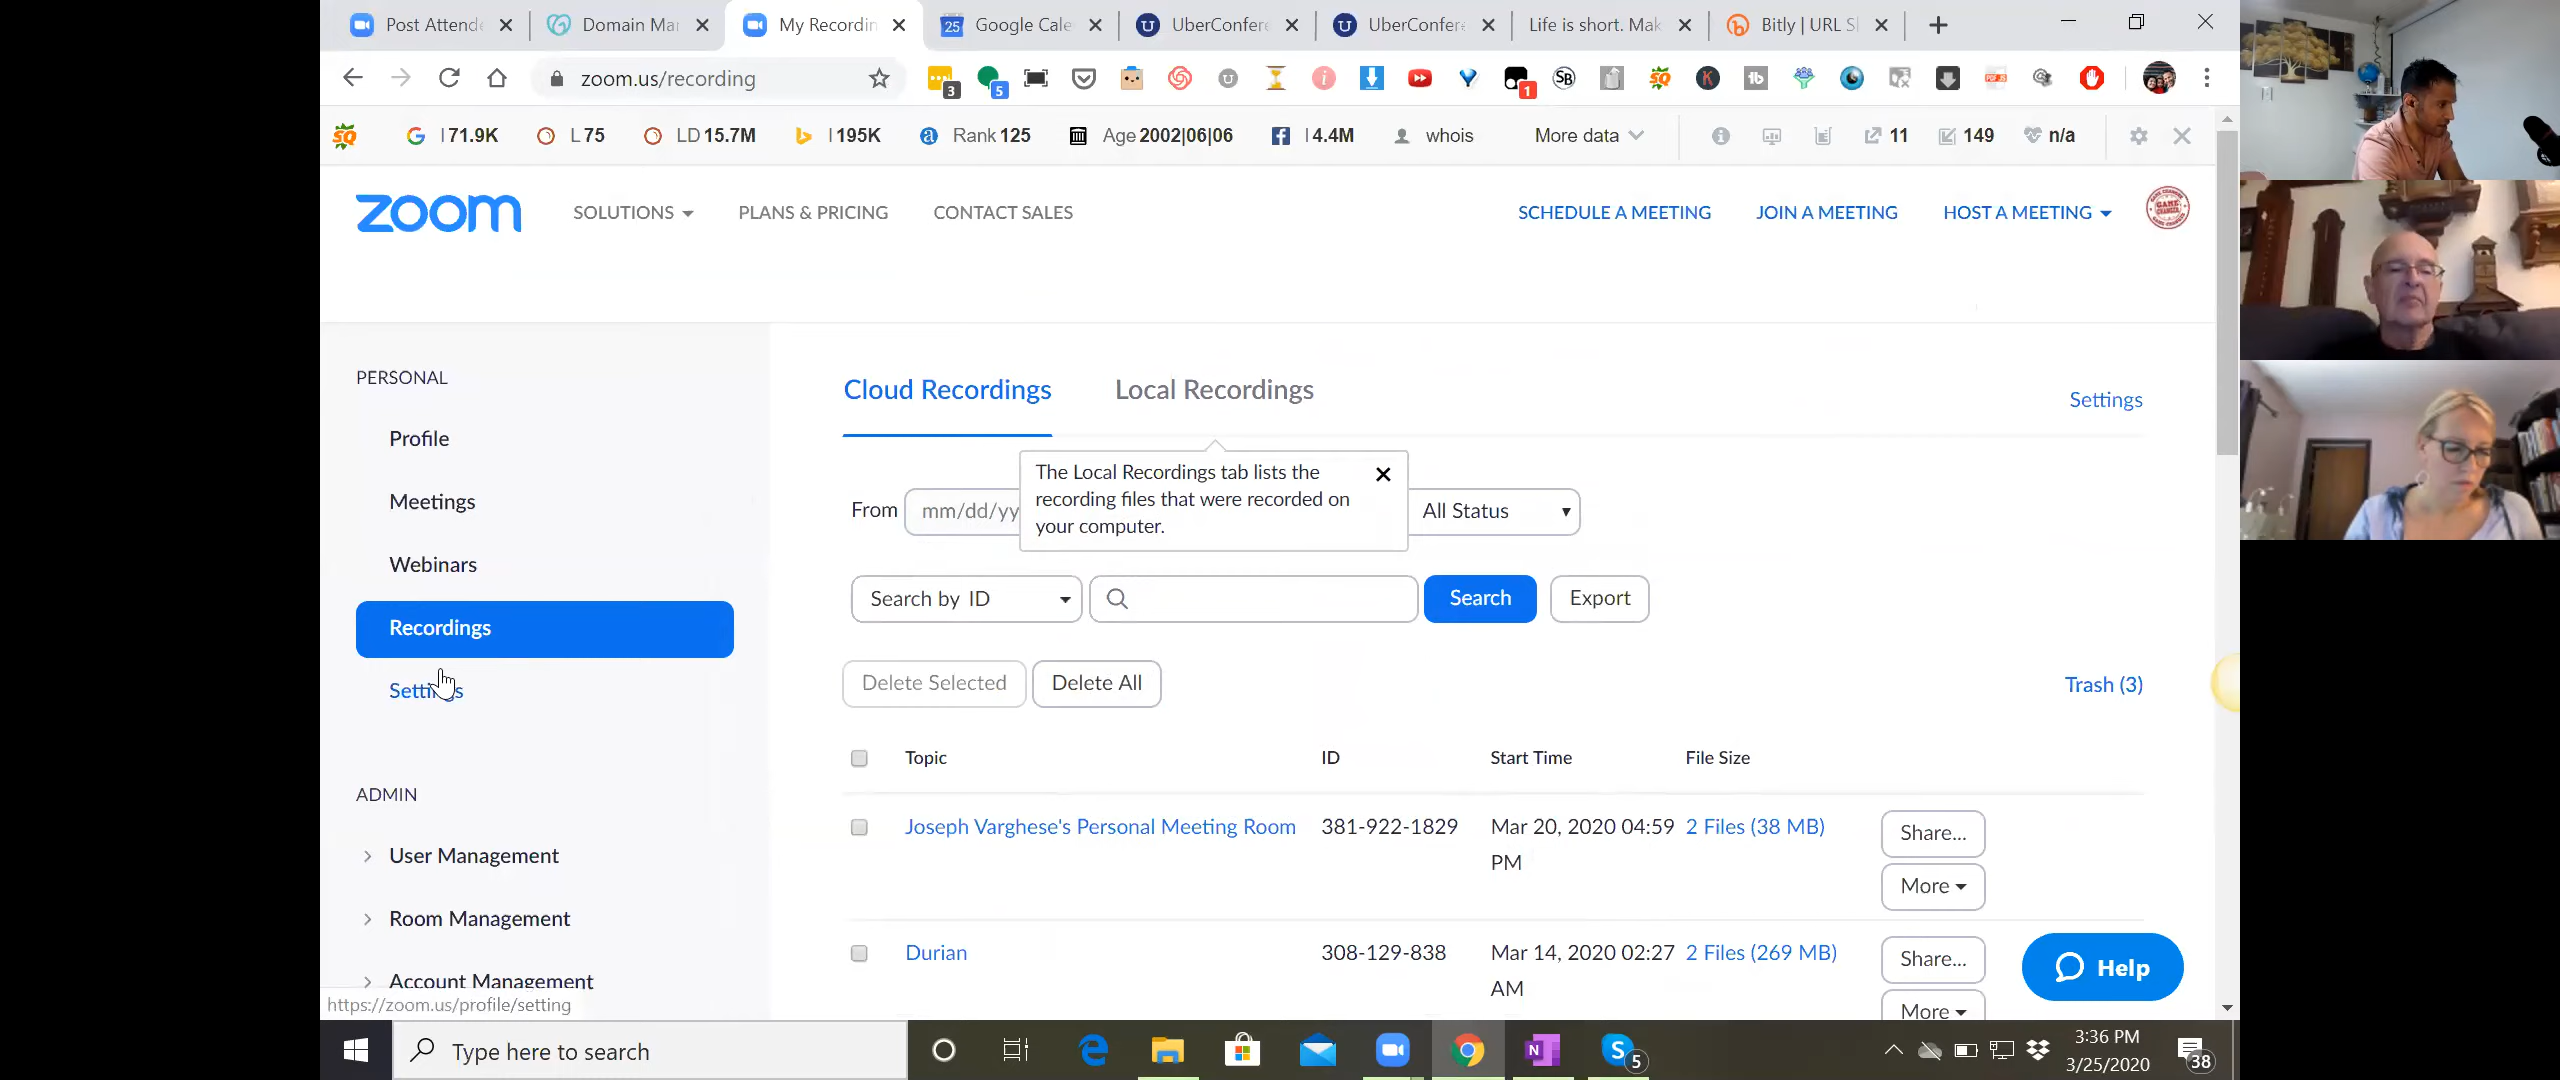 Post Attend
Domain Mar
My Recordin
Google Cale
UberConfere
UberConfere
Life is short. Mak
Bitly | URL S
zoom.us/recording
3
5
1
I 71.9K
L 75
LD 15.7M
I 195K
Rank 125
Age 2002|06|06
I 4.4M
whois
More data
11
149
n/a
zoom
SOLUTIONS
PLANS & PRICING
CONTACT SALES
SCHEDULE A MEETING
JOIN A MEETING
HOST A MEETING
GAME CHANGER
PERSONAL
Profile
Meetings
Webinars
Recordings
Settings
ADMIN
User Management
Room Management
Account Management
https://zoom.us/profile/setting
Cloud Recordings
Local Recordings
Settings
The Local Recordings tab lists the
recording files that were recorded on
your computer.
From
mm/dd/yy
All Status
Search by ID
Search
Export
Delete Selected
Delete All
Trash (3)
Topic
ID
Start Time
File Size
Joseph Varghese's Personal Meeting Room
381-922-1829
Mar 20, 2020 04:59
PM
2 Files (38 MB)
Share...
More
Durian
308-129-838
Mar 14, 2020 02:27
AM
2 Files (269 MB)
Share...
More
Help
Type here to search
5
3:36 PM
3/25/2020
38